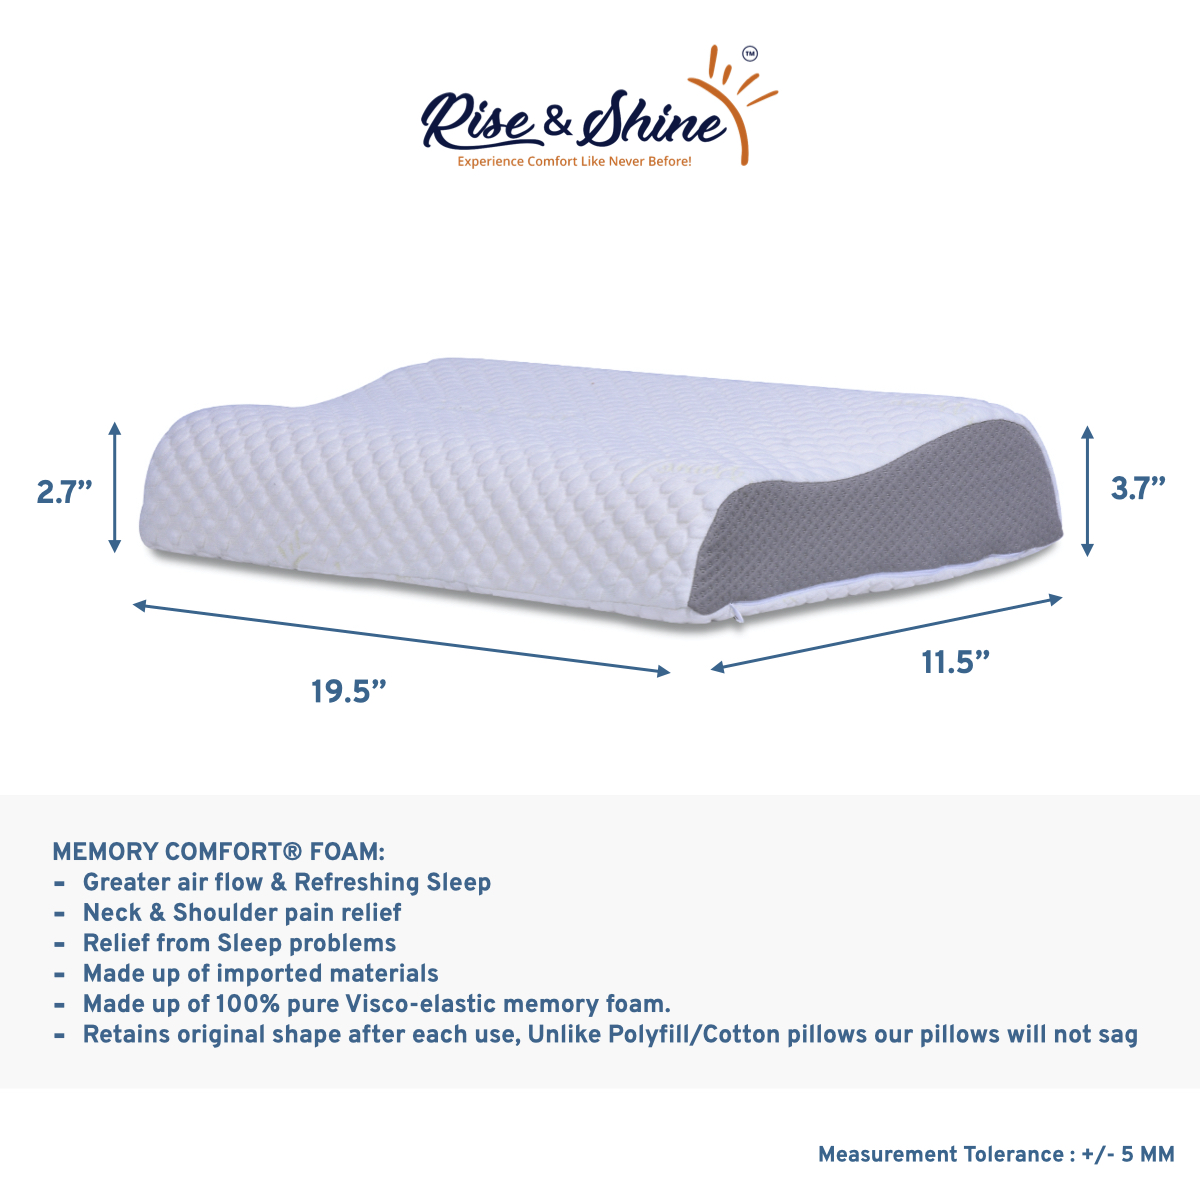 Rise & Shine
TM
Experience Comfort Like Never Before!
2.7”
3.7”
19.5”
11.5”
MEMORY COMFORT® FOAM:
- Greater air flow & Refreshing Sleep
- Neck & Shoulder pain relief
- Relief from Sleep problems
- Made up of imported materials
- Made up of 100% pure Visco-elastic memory foam.
- Retains original shape after each use, Unlike Polyfill/Cotton pillows our pillows will not sag
Measurement Tolerance : +/- 5 MM